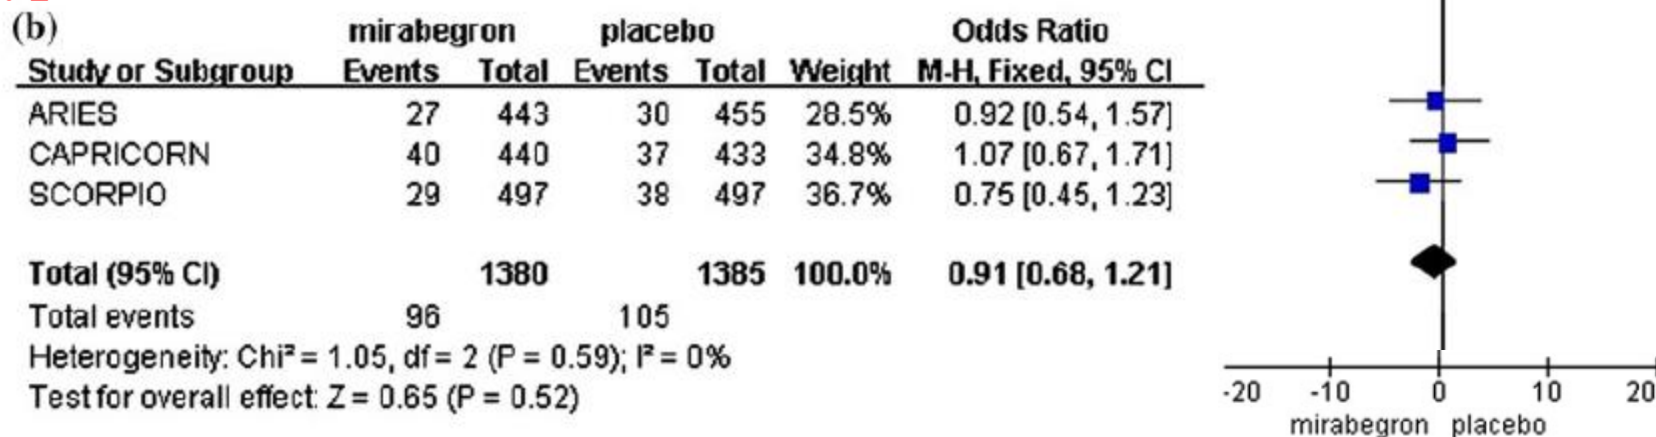 (b) mirabegron placebo Odds Ratio
Study or Subgroup Events Total Events Total Weight M-H, Fixed, 95% CI
ARIES 27 443 30 455 28.5% 0.92 [0.54, 1.57]
CAPRICORN 40 440 37 433 34.8% 1.07 [0.67, 1.71]
SCORPIO 29 497 38 497 36.7% 0.75 [0.45, 1.23]
Total (95% CI) 1380 1385 100.0% 0.91 [0.68, 1.21]
Total events 96 105
Heterogeneity: Chi² = 1.05, df = 2 (P = 0.59); I² = 0%
Test for overall effect: Z = 0.65 (P = 0.52)
-20 -10 0 10 20
mirabegron placebo